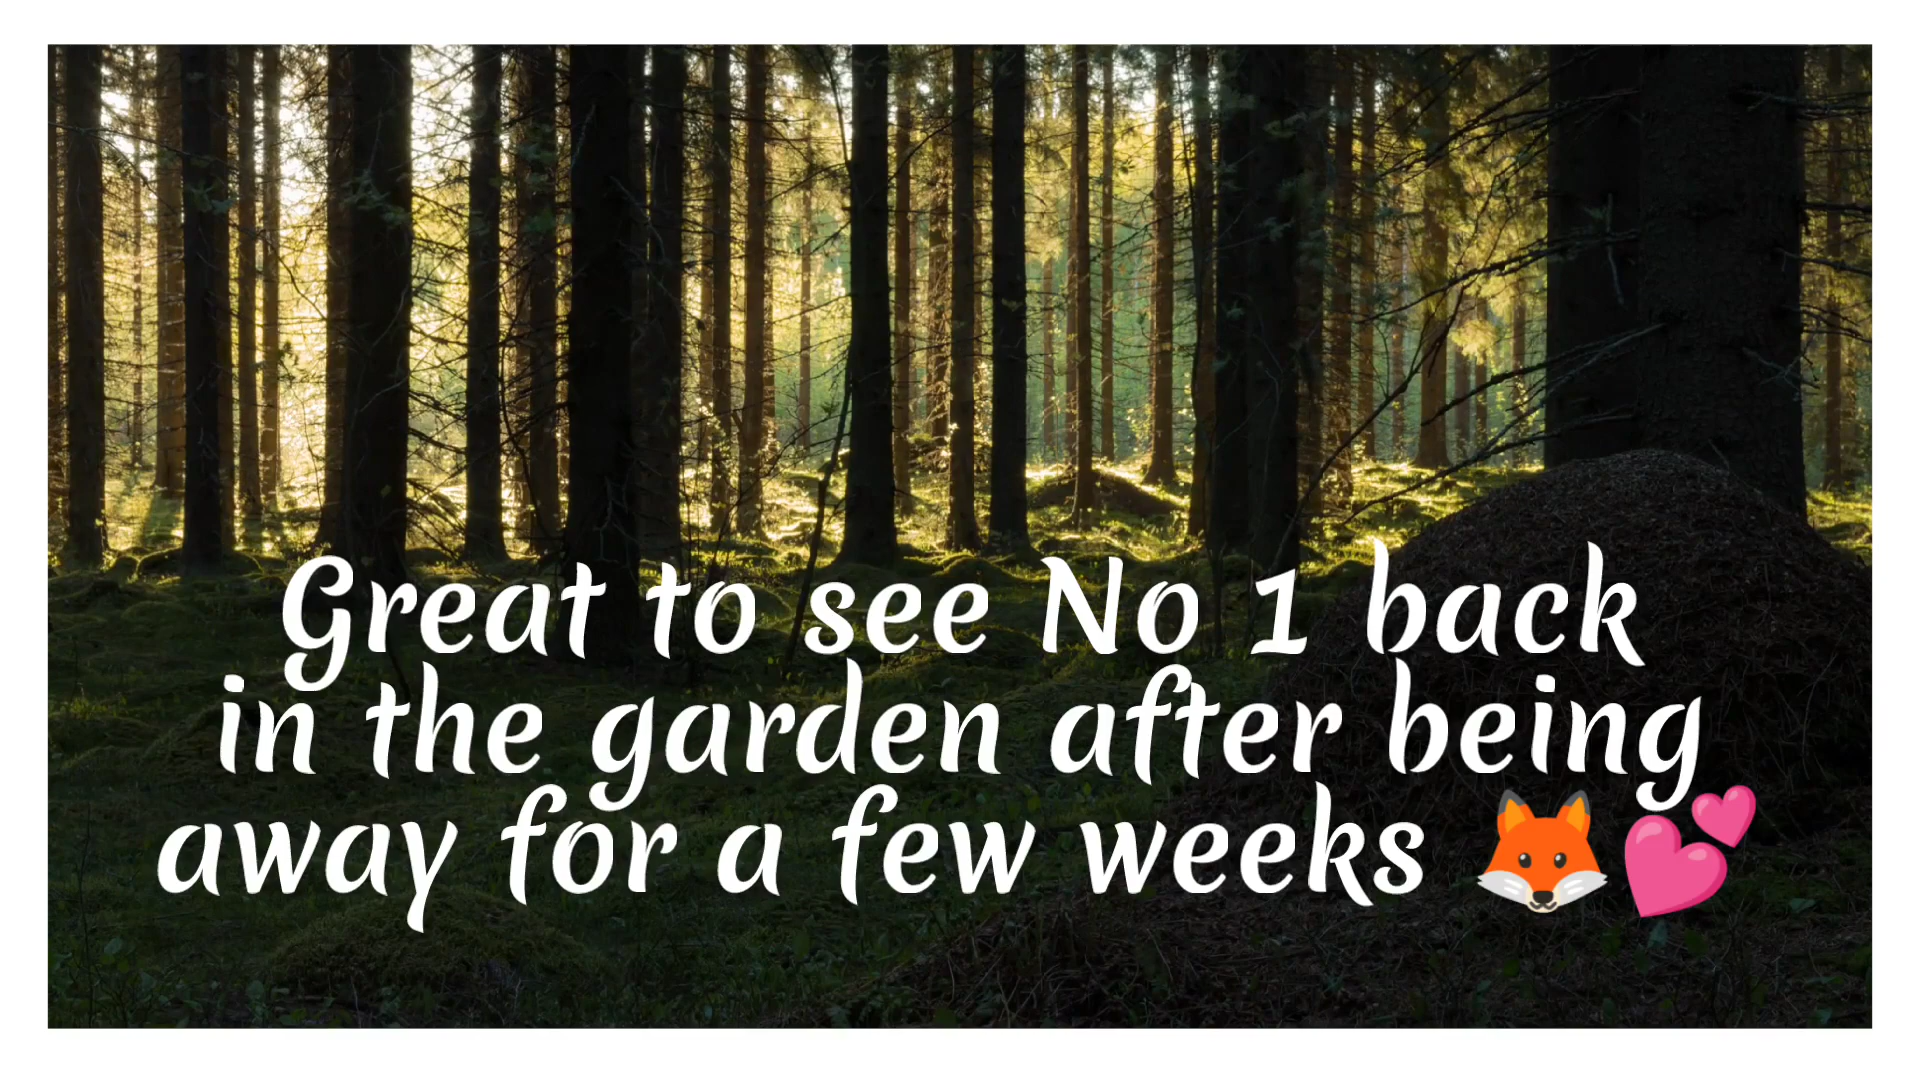 Great to see No 1 back
in the garden after being
away for a few weeks 🦊💕